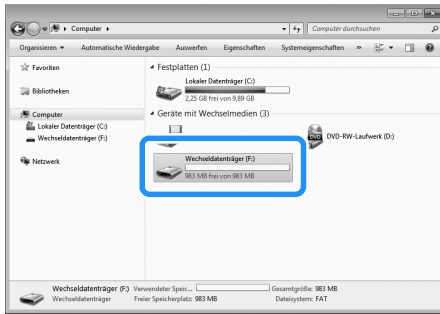 Computer
Computer durchsuchen
Organisieren Automatische Wiedergabe Auswerfen Eigenschaften Systemeigenschaften »
Favoriten
Bibliotheken
Computer
Lokaler Datenträger (C:)
Wechseldatenträger (F:)
Netzwerk
Festplatten (1)
Lokaler Datenträger (C:)
2,25 GB frei von 9,89 GB
Geräte mit Wechselmedien (3)
DVD-RW-Laufwerk (D:)
Wechseldatenträger (F:)
983 MB frei von 983 MB
Wechseldatenträger (F:) Verwendeter Speic... Gesamtgröße: 983 MB
Wechseldatenträger Freier Speicherplatz: 983 MB Dateisystem: FAT